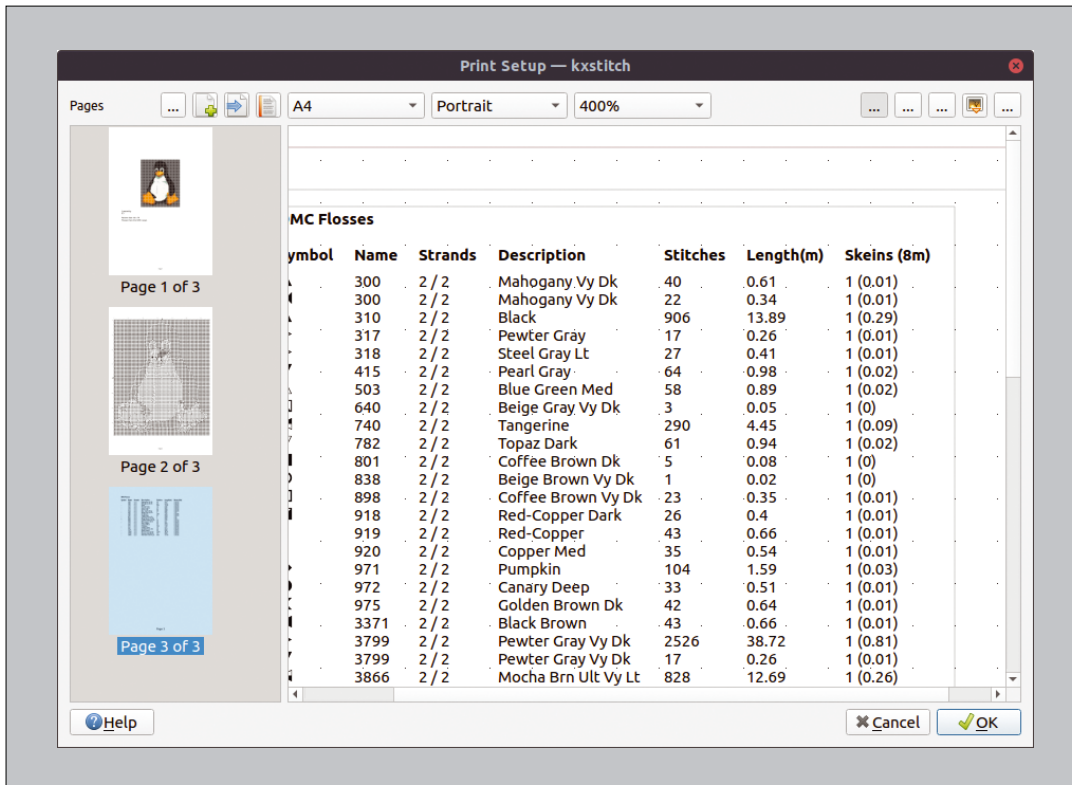 Print Setup — kxstitch
Pages ... A4 Portrait 400% ... ... ... ...
Page 1 of 3
Page 2 of 3
Page 3 of 3
MC Flosses
ymbol Name Strands Description Stitches Length(m) Skeins (8m)
300 2 / 2 Mahogany Vy Dk 40 0.61 1 (0.01)
300 2 / 2 Mahogany Vy Dk 22 0.34 1 (0.01)
310 2 / 2 Black 906 13.89 1 (0.29)
317 2 / 2 Pewter Gray 17 0.26 1 (0.01)
318 2 / 2 Steel Gray Lt 27 0.41 1 (0.01)
415 2 / 2 Pearl Gray 64 0.98 1 (0.02)
503 2 / 2 Blue Green Med 58 0.89 1 (0.02)
640 2 / 2 Beige Gray Vy Dk 3 0.05 1 (0)
740 2 / 2 Tangerine 290 4.45 1 (0.09)
782 2 / 2 Topaz Dark 61 0.94 1 (0.02)
801 2 / 2 Coffee Brown Dk 5 0.08 1 (0)
838 2 / 2 Beige Brown Vy Dk 1 0.02 1 (0)
898 2 / 2 Coffee Brown Vy Dk 23 0.35 1 (0.01)
918 2 / 2 Red-Copper Dark 26 0.4 1 (0.01)
919 2 / 2 Red-Copper 43 0.66 1 (0.01)
920 2 / 2 Copper Med 35 0.54 1 (0.01)
971 2 / 2 Pumpkin 104 1.59 1 (0.03)
972 2 / 2 Canary Deep 33 0.51 1 (0.01)
975 2 / 2 Golden Brown Dk 42 0.64 1 (0.01)
3371 2 / 2 Black Brown 43 0.66 1 (0.01)
3799 2 / 2 Pewter Gray Vy Dk 2526 38.72 1 (0.81)
3799 2 / 2 Pewter Gray Vy Dk 17 0.26 1 (0.01)
3866 2 / 2 Mocha Brn Ult Vy Lt 828 12.69 1 (0.26)
Help Cancel OK